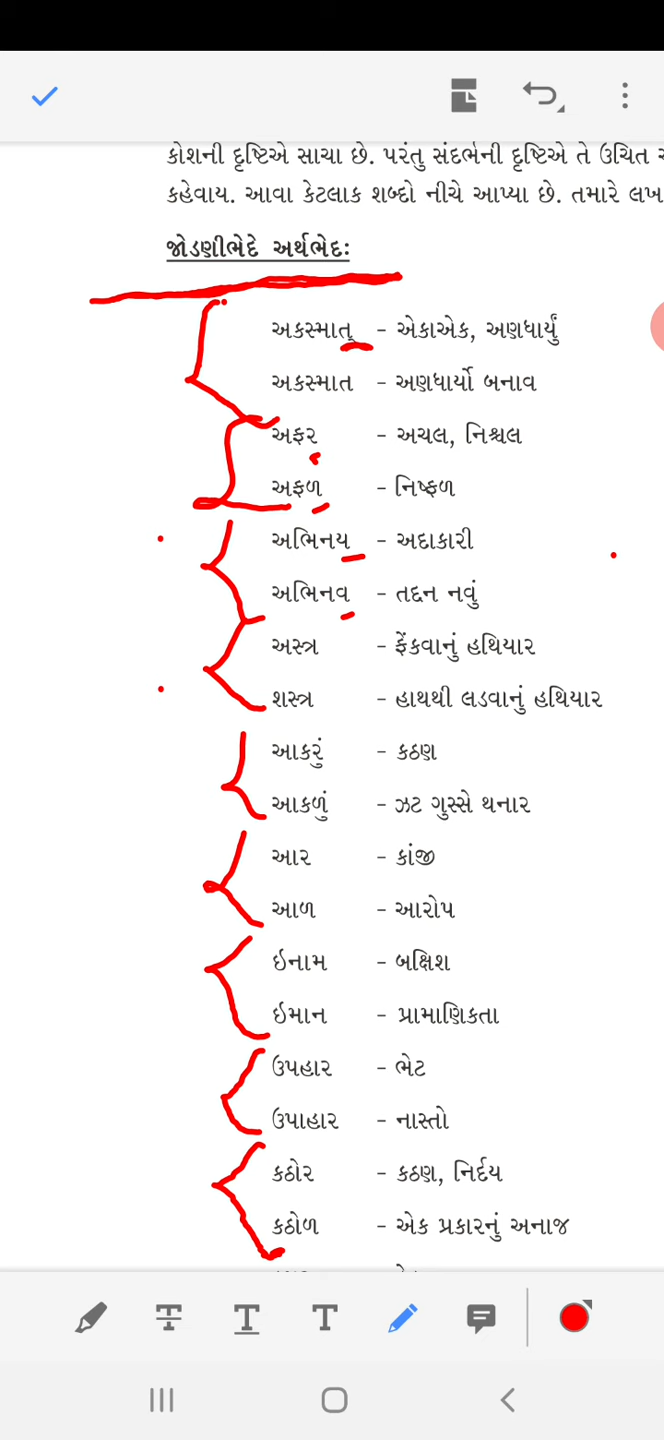 કોશની દૃષ્ટિએ સાચા છે. પરંતુ સંદર્ભની દૃષ્ટિએ તે ઉચિત
કહેવાય. આવા કેટલાક શબ્દો નીચે આપ્યા છે. તમારે લખ
જોડણીભેદે અર્થભેદઃ
અકસ્માત્ - એકાએક, અણધાર્યું
અકસ્માત - અણધાર્યો બનાવ
અફર - અચલ, નિશ્ચલ
અફળ - નિષ્ફળ
અભિનય - અદાકારી
અભિનવ - તદ્દન નવું
અસ્ત્ર - ફેંકવાનું હથિયાર
શસ્ત્ર - હાથથી લડવાનું હથિયાર
આકરું - કઠણ
આકળું - ઝટ ગુસ્સે થનાર
આર - કાંજી
આળ - આરોપ
ઇનામ - બક્ષિશ
ઇમાન - પ્રામાણિકતા
ઉપહાર - ભેટ
ઉપાહાર - નાસ્તો
કઠોર - કઠણ, નિર્દય
કઠોળ - એક પ્રકારનું અનાજ